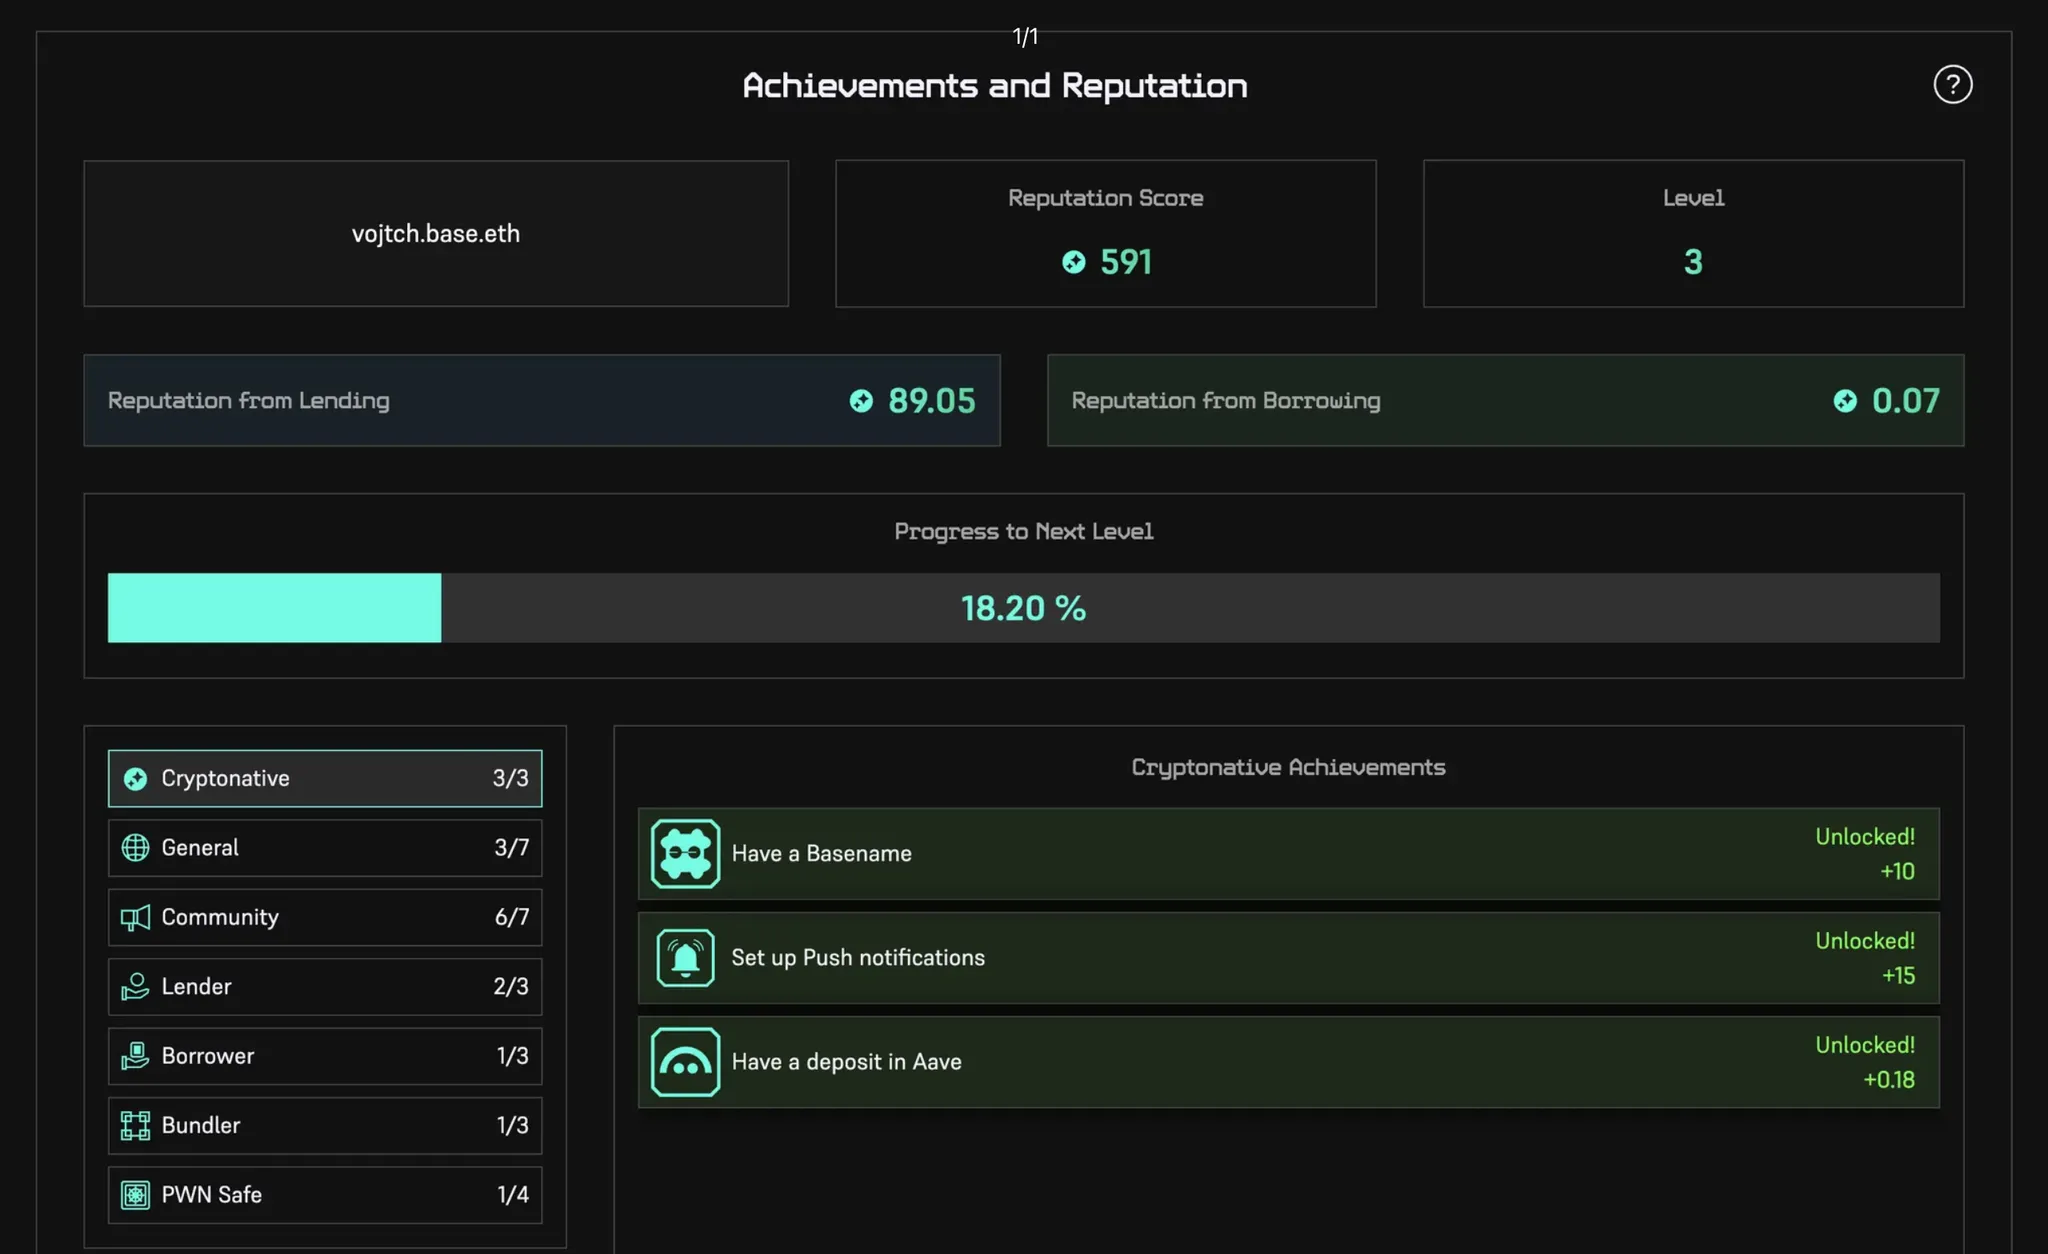 1/1
Achievements and Reputation
?
vojtch.base.eth
Reputation Score
591
Level
3
Reputation from Lending
89.05
Reputation from Borrowing
0.07
Progress to Next Level
18.20 %
Cryptonative 3/3
General 3/7
Community 6/7
Lender 2/3
Borrower 1/3
Bundler 1/3
PWN Safe 1/4
Cryptonative Achievements
Have a Basename
Unlocked!
+10
Set up Push notifications
Unlocked!
+15
Have a deposit in Aave
Unlocked!
+0.18